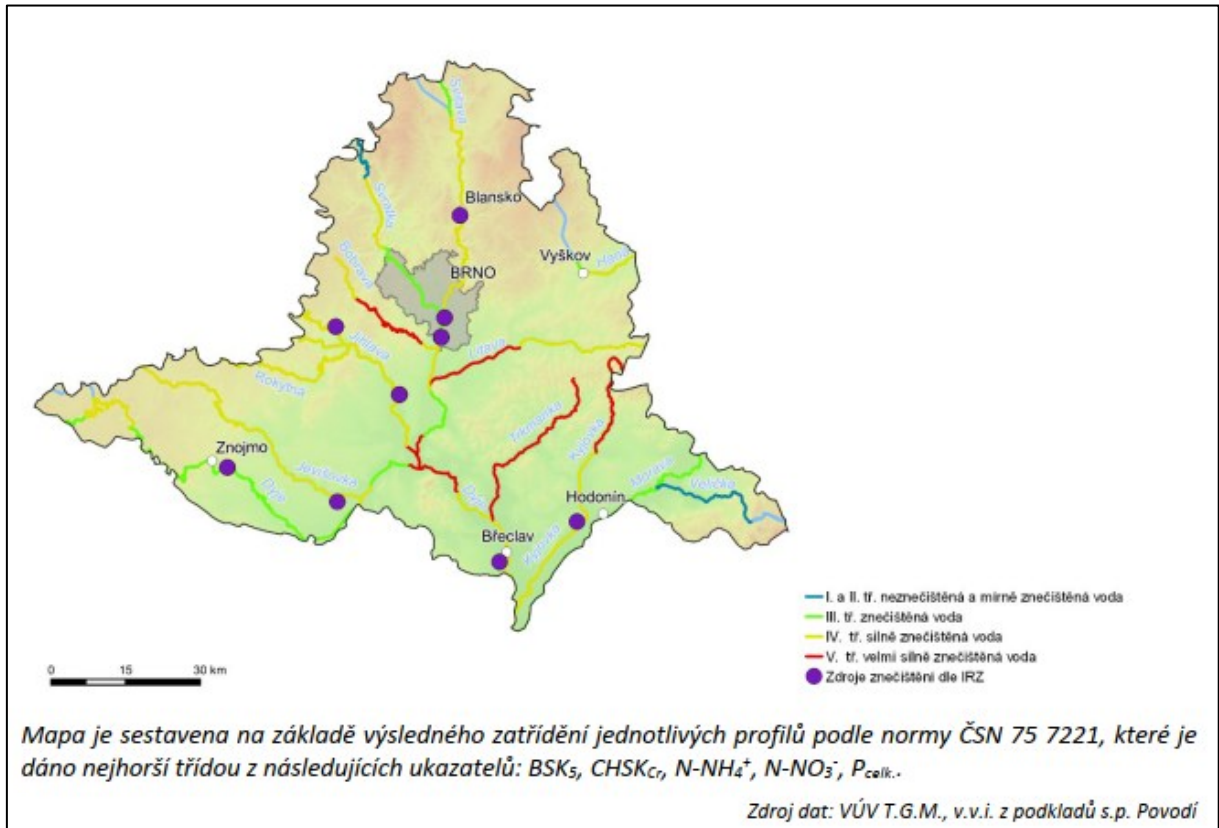 Svitava
Svratka
Blansko
Vyškov
Haná
Bobrava
BRNO
Jihlava
Litava
Rokytná
Trkmanka
Kyjovka
Znojmo
Jevišovka
Morava
Velička
Dyje
Dyje
Hodonín
Břeclav
Kyjovka
I. a II. tř. neznečištěná a mírně znečištěná voda
III. tř. znečištěná voda
IV. tř. silně znečištěná voda
V. tř. velmi silně znečištěná voda
Zdroje znečištění dle IRZ
0 15 30 km
Mapa je sestavena na základě výsledného zatřídění jednotlivých profilů podle normy ČSN 75 7221, které je
dáno nejhorší třídou z následujících ukazatelů: BSK₅, CHSK_Cr, N-NH₄⁺, N-NO₃⁻, P_celk..
Zdroj dat: VÚV T.G.M., v.v.i. z podkladů s.p. Povodí